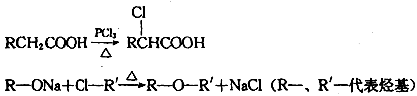 Cl
RCH₂COOH PCl₃ △ → RCHCOOH
R—ONa+Cl—R′ △ → R—O—R′+NaCl (R—、R′—代表烃基)